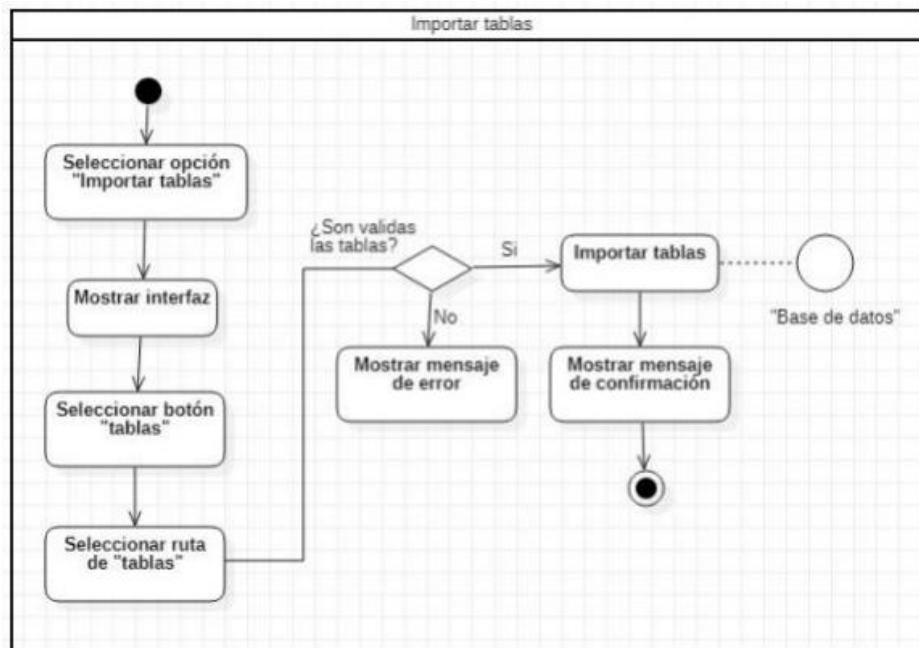 Importar tablas
Seleccionar opción
"Importar tablas"
Mostrar interfaz
Seleccionar botón
"tablas"
Seleccionar ruta
de "tablas"
¿Son validas
las tablas?
Si
No
Mostrar mensaje
de error
Importar tablas
"Base de datos"
Mostrar mensaje
de confirmación